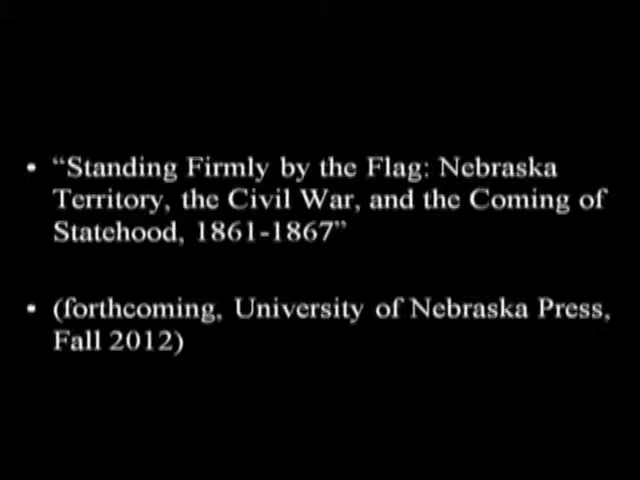 • “Standing Firmly by the Flag: Nebraska
Territory, the Civil War, and the Coming of
Statehood, 1861-1867”
• (forthcoming, University of Nebraska Press,
Fall 2012)